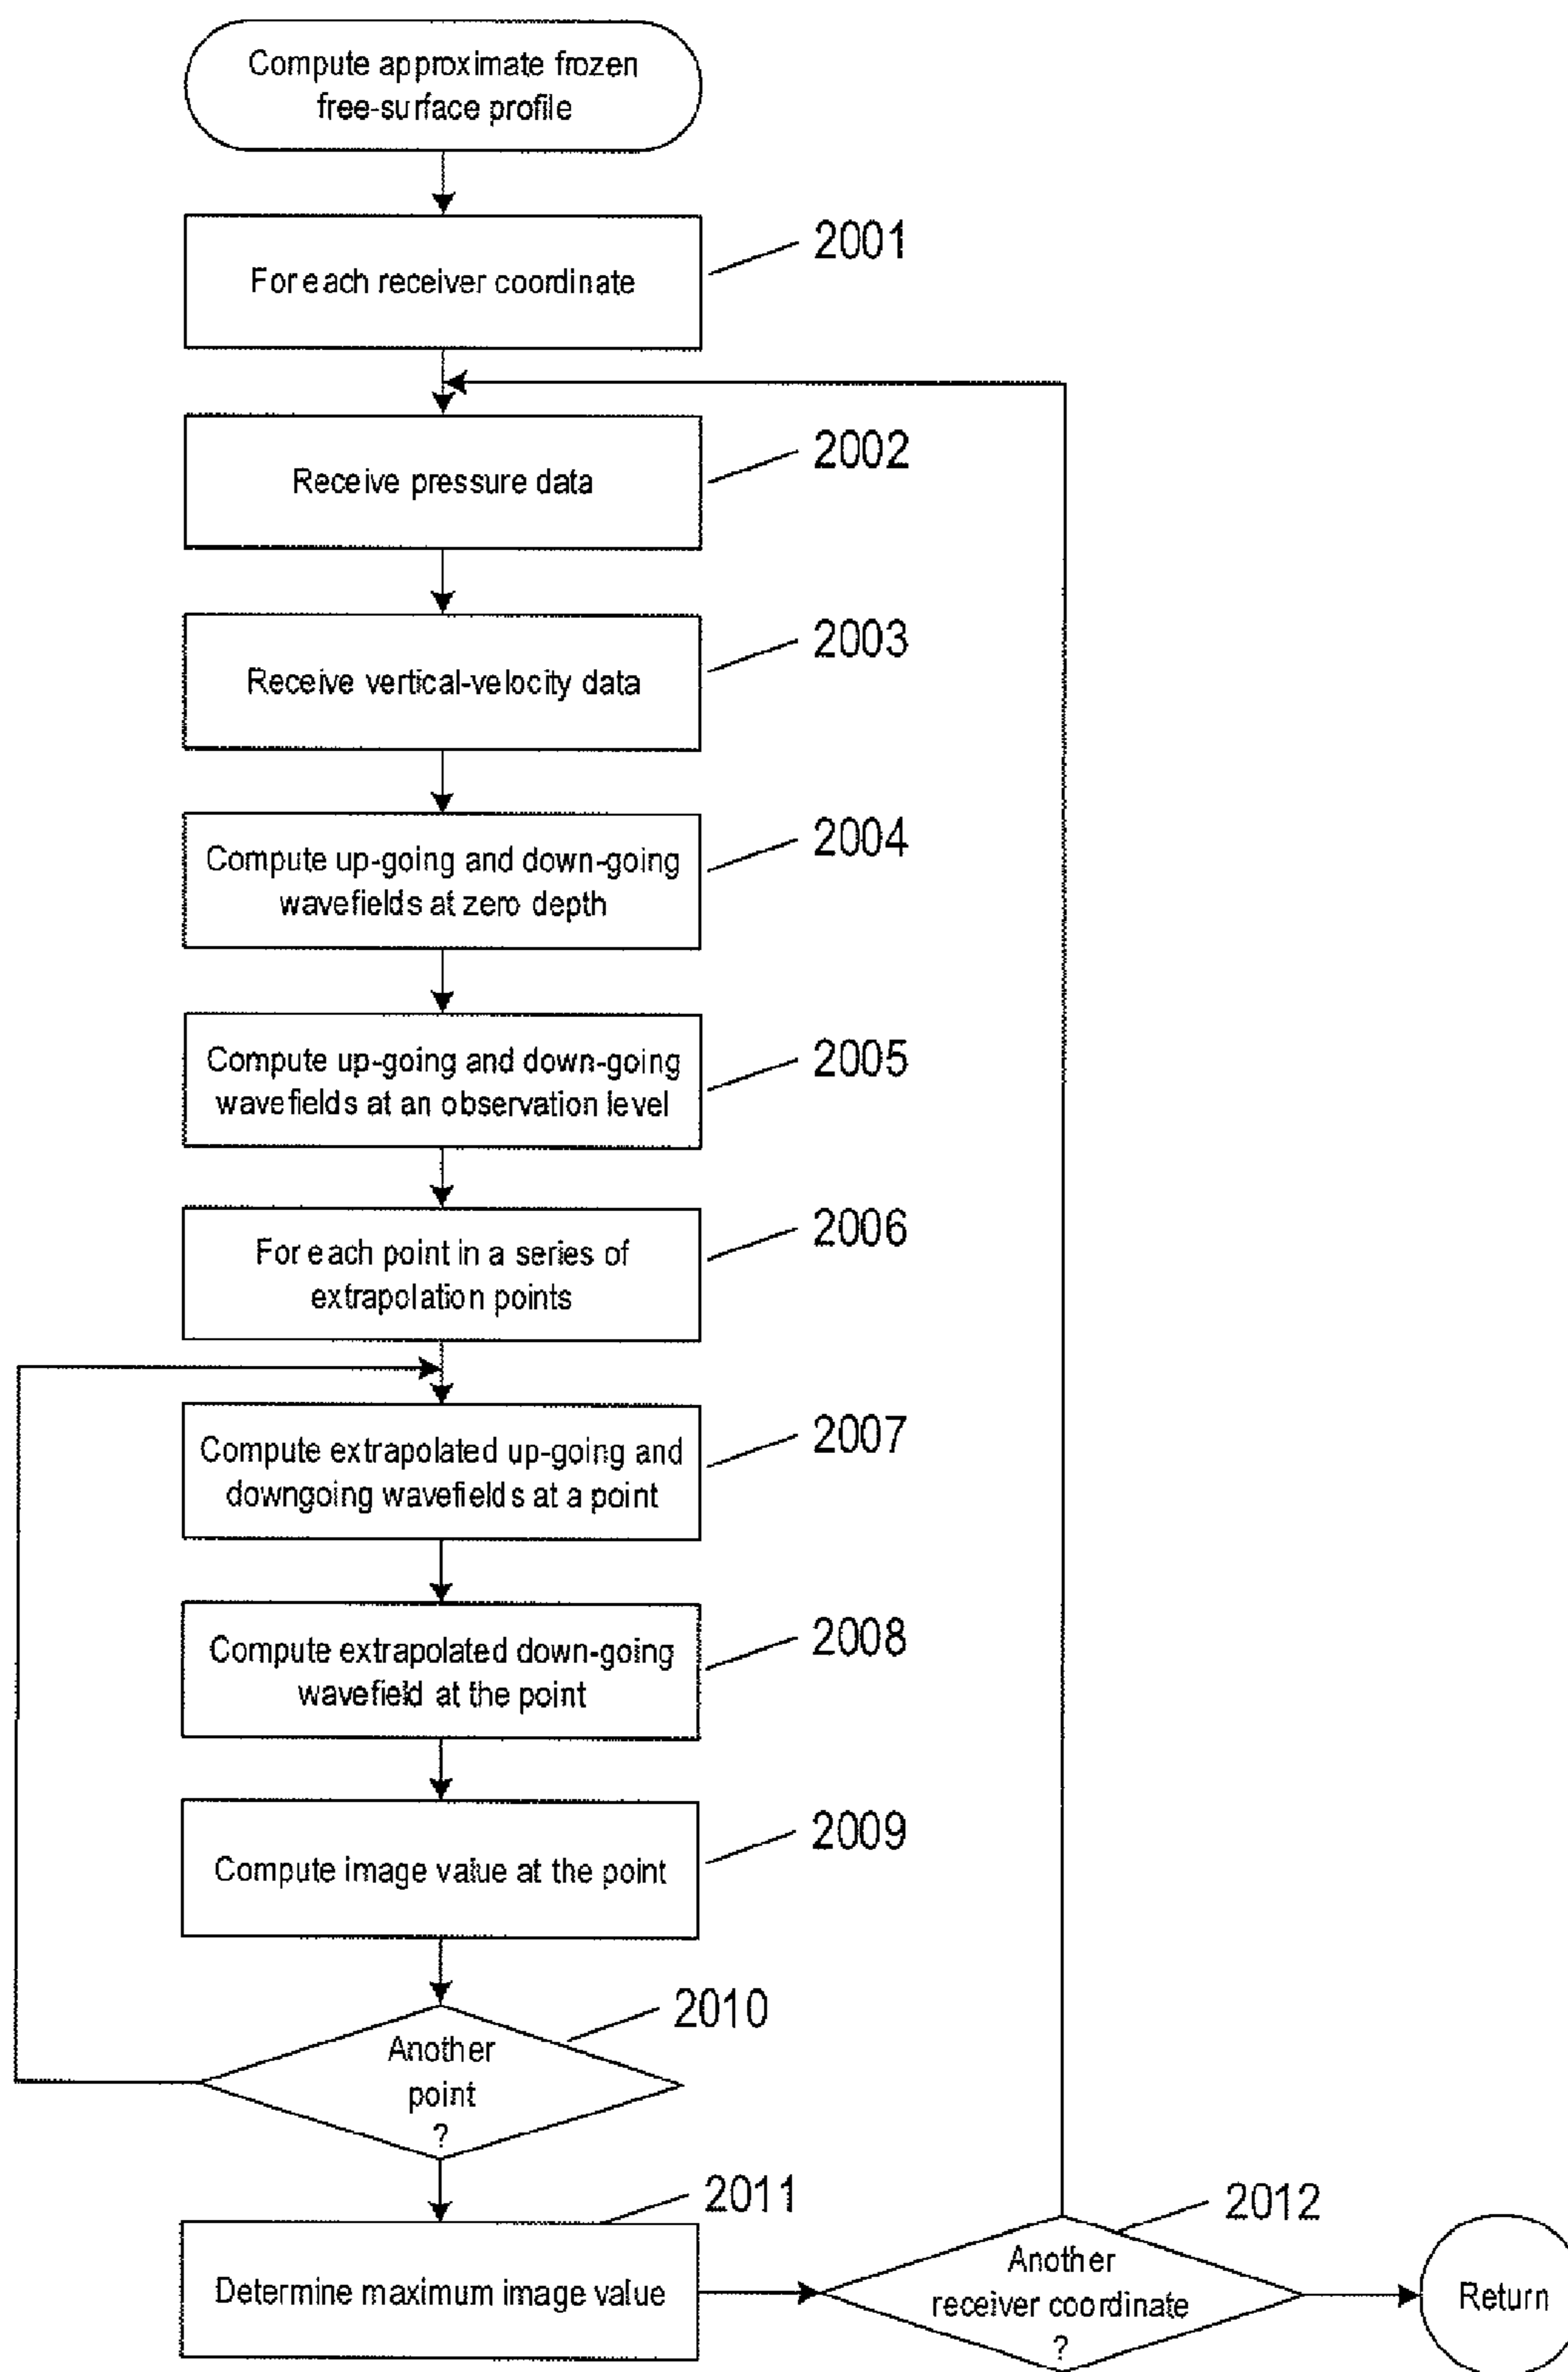 Compute approximate frozen
free-surface profile
For each receiver coordinate
2001
Receive pressure data
2002
Receive vertical-velocity data
2003
Compute up-going and down-going
wavefields at zero depth
2004
Compute up-going and down-going
wavefields at an observation level
2005
For each point in a series of
extrapolation points
2006
Compute extrapolated up-going and
downgoing wavefields at a point
2007
Compute extrapolated down-going
wavefield at the point
2008
Compute image value at the point
2009
Another
point
?
2010
Determine maximum image value
2011
Another
receiver coordinate
?
2012
Return